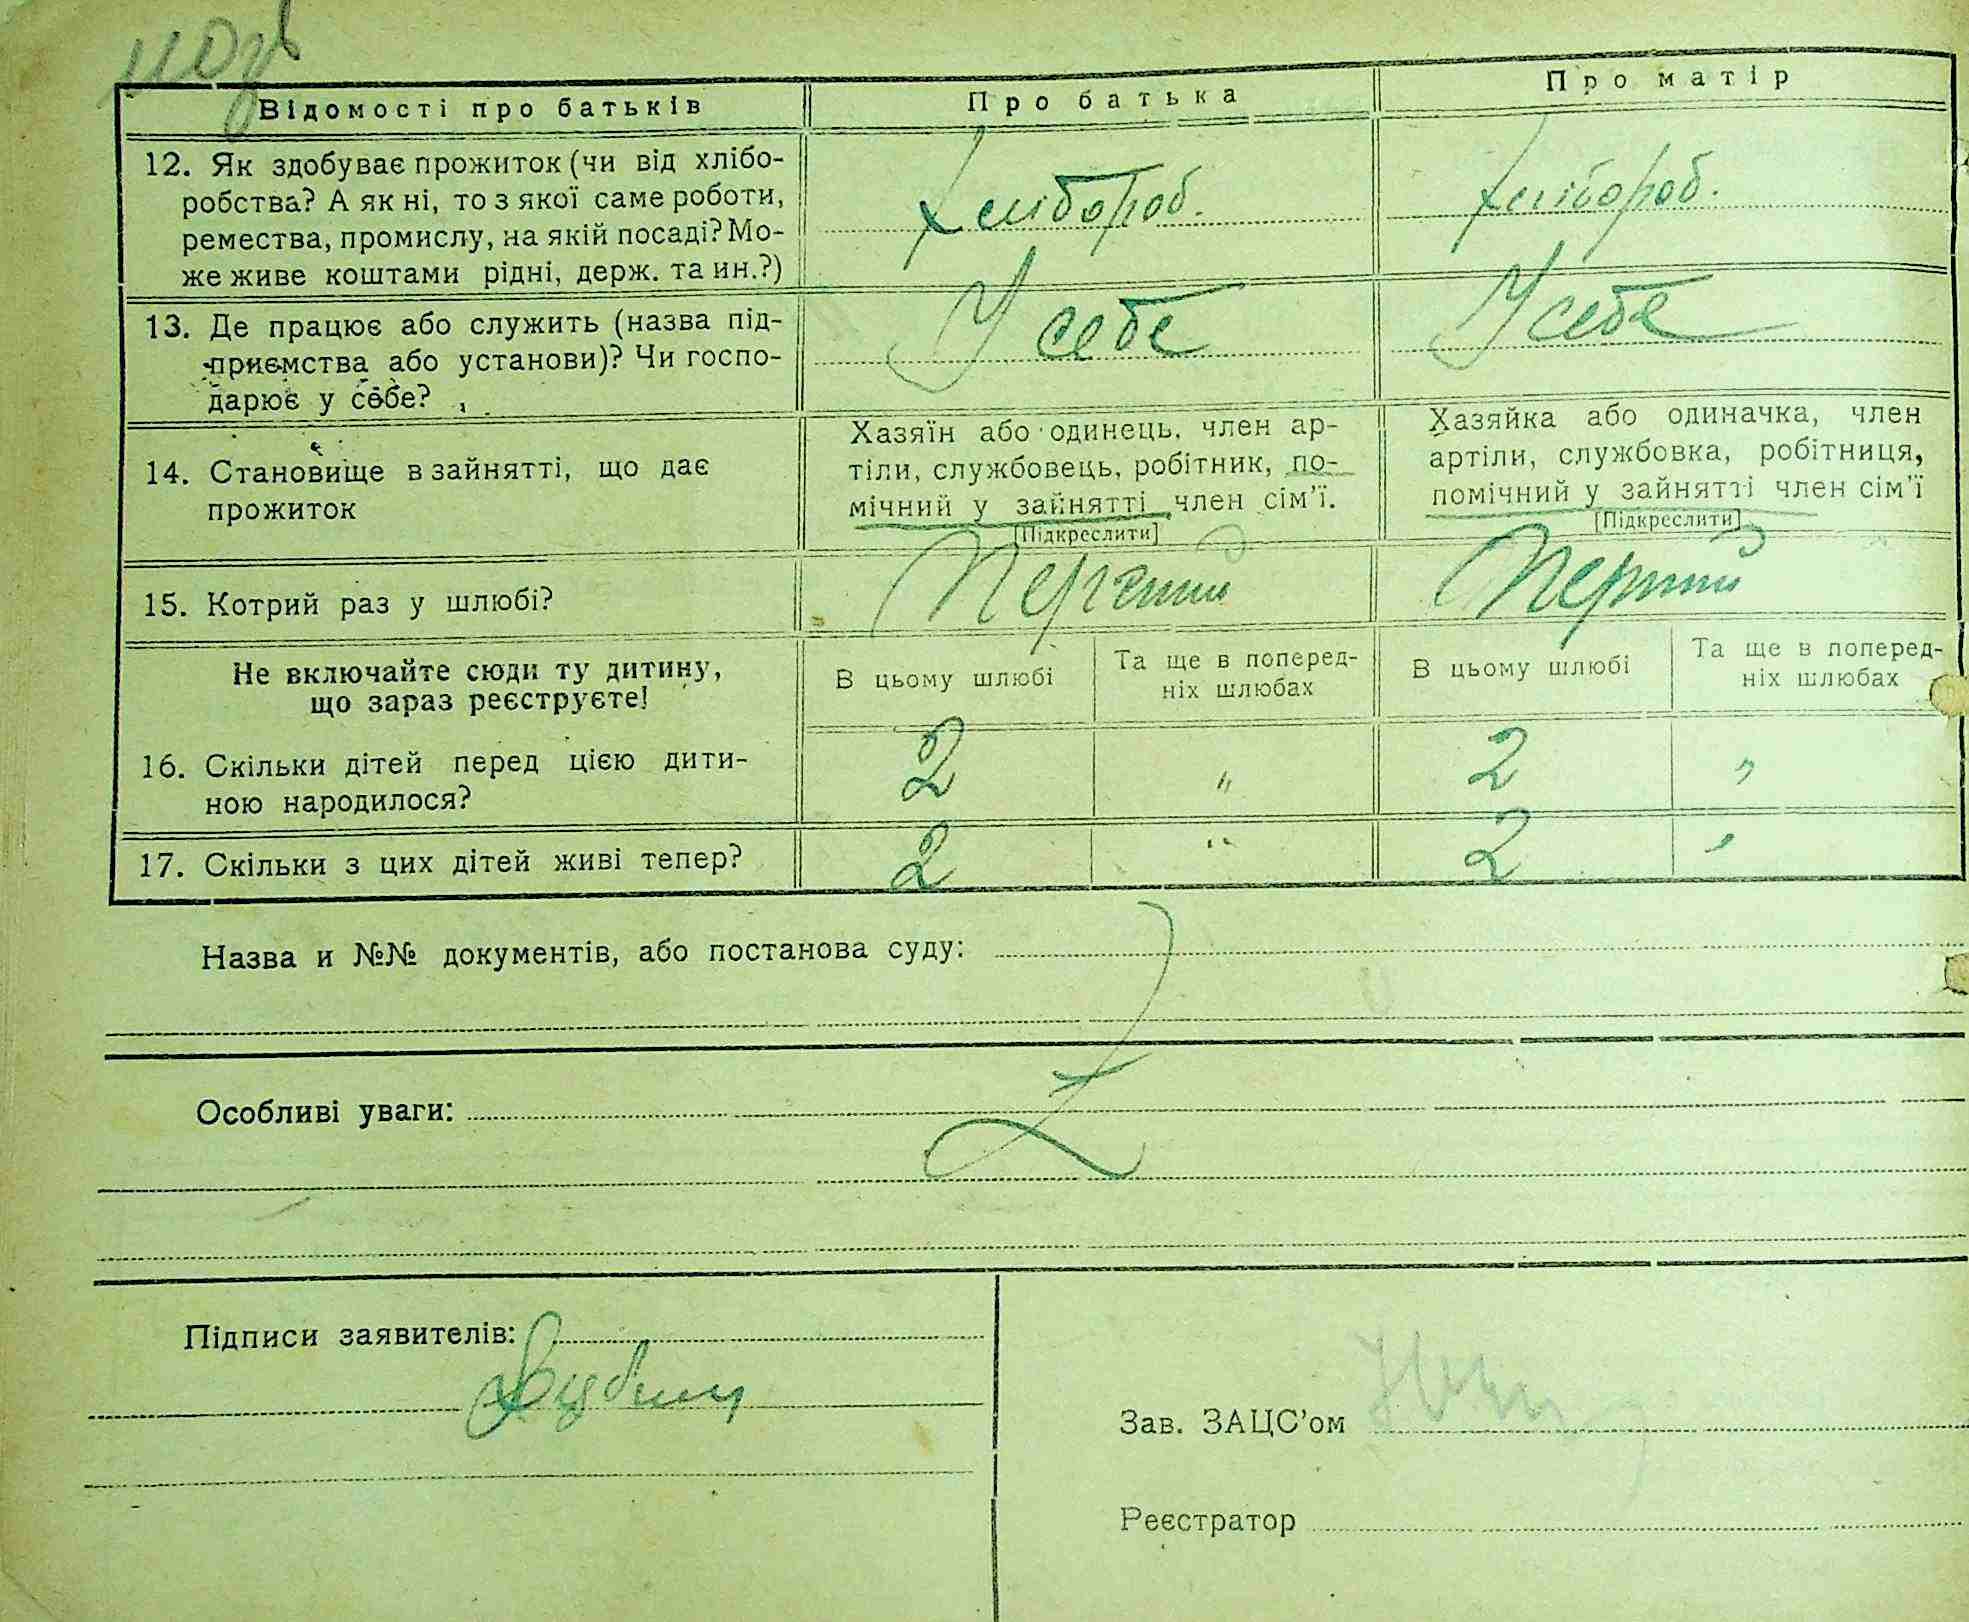 Відомості про батьків
Про батька
Про матір
12. Як здобуває прожиток (чи від хлібо-
робства? А як ні, то з якої саме роботи,
ремества, промислу, на якій посаді? Мо-
же живе коштами рідні, держ. та ин.?)
Хлібороб.
Хлібороб.
13. Де працює або служить (назва під-
приємства або установи)? Чи госпо-
дарює у себе?
У себе
У себе
14. Становище в зайнятті, що дає
прожиток
Хазяїн або одинець, член ар-
тіли, службовець, робітник, по-
мічний у зайнятті член сім'ї.
[Підкреслити]
Хазяйка або одиначка, член
артіли, службовка, робітниця,
помічний у зайнятті член сім'ї
[Підкреслити]
15. Котрий раз у шлюбі?
Перший
Перший
Не включайте сюди ту дитину,
що зараз реєструєте!
В цьому шлюбі
Та ще в поперед-
ніх шлюбах
В цьому шлюбі
Та ще в поперед-
ніх шлюбах
16. Скільки дітей перед цією дити-
ною народилося?
2 „ 2 „
17. Скільки з цих дітей живі тепер?
2 „ 2 „
Назва и №№ документів, або постанова суду:
Особливі уваги:
Підписи заявителів:
Зав. ЗАЦС'ом
Реєстратор